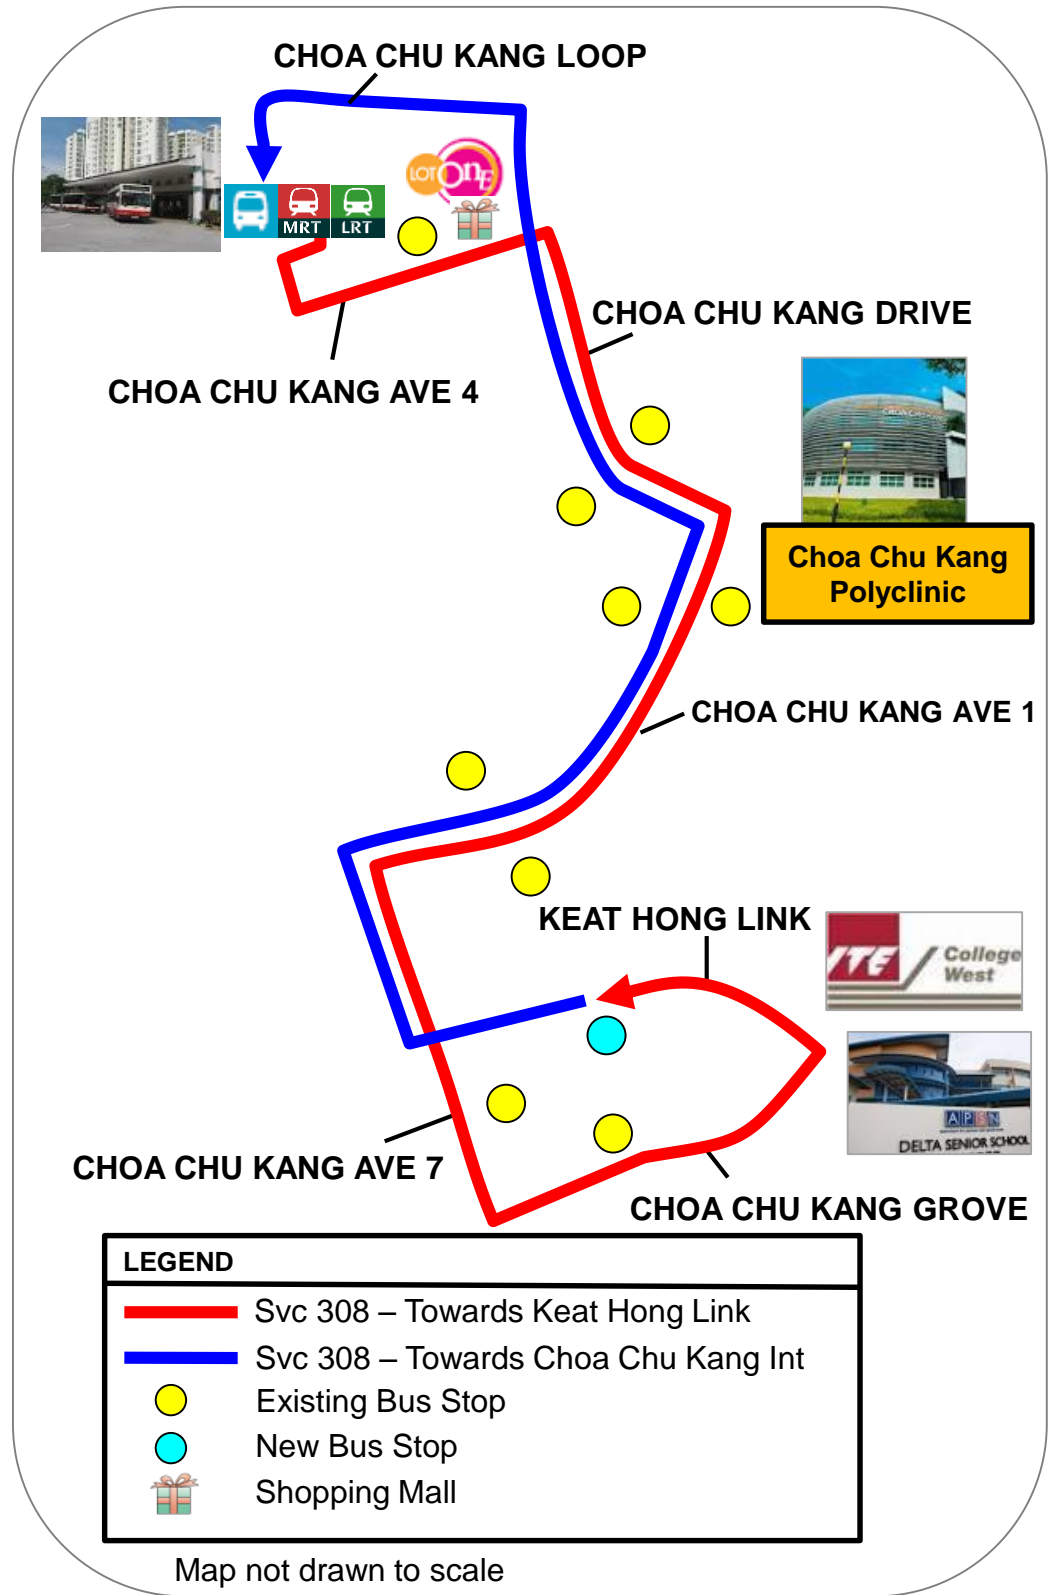 CHOA CHU KANG LOOP
LOT One
MRT
LRT
CHOA CHU KANG DRIVE
CHOA CHU KANG AVE 4
Choa Chu Kang
Polyclinic
CHOA CHU KANG AVE 1
KEAT HONG LINK
ITE College
West
APSN
DELTA SENIOR SCHOOL
CHOA CHU KANG AVE 7
CHOA CHU KANG GROVE
LEGEND
Svc 308 – Towards Keat Hong Link
Svc 308 – Towards Choa Chu Kang Int
Existing Bus Stop
New Bus Stop
Shopping Mall
Map not drawn to scale